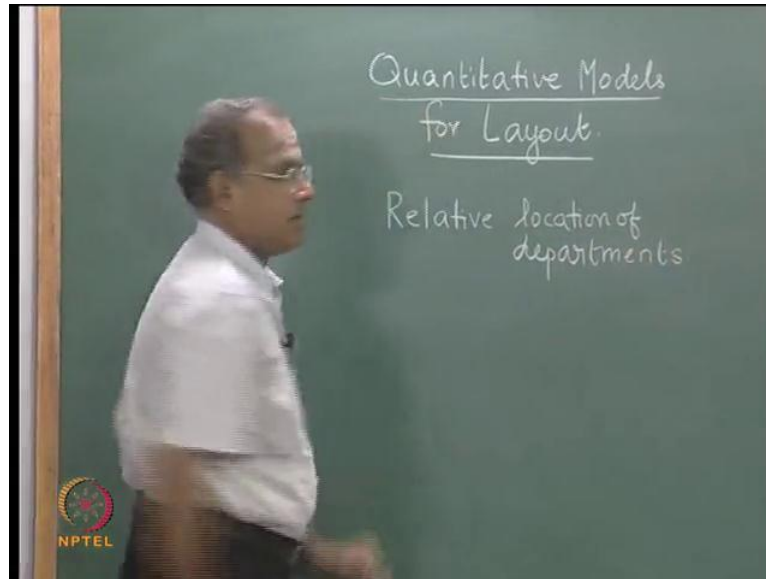 Quantitative Models
for Layout.
Relative location of
departments
NPTEL